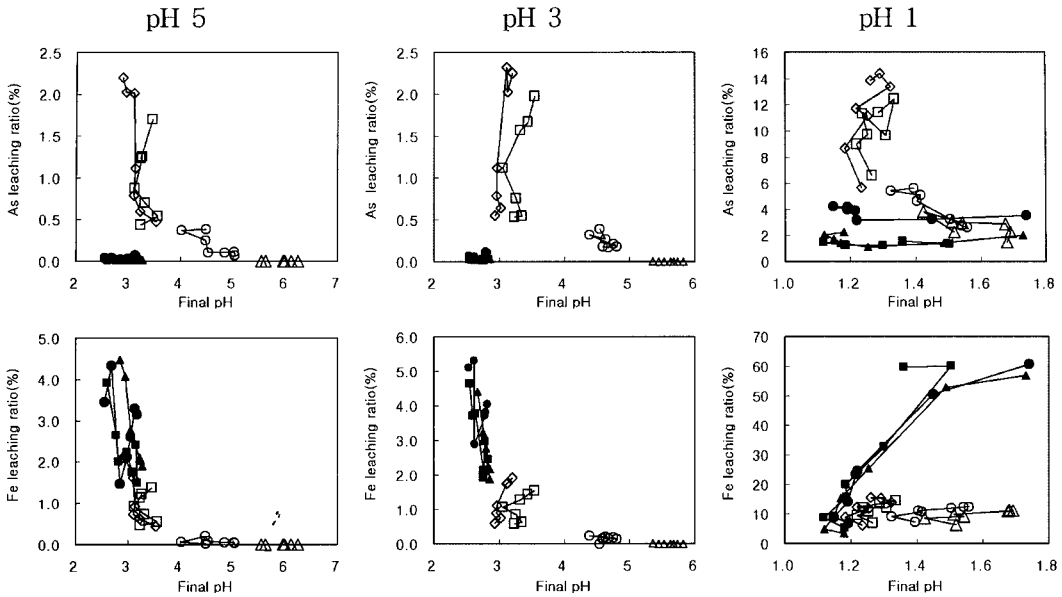 pH 5
pH 3
pH 1
As leaching ratio(%)
2.5
2.0
1.5
1.0
0.5
0.0
2 3 4 5 6 7
Final pH
As leaching ratio(%)
2.5
2.0
1.5
1.0
0.5
0.0
2 3 4 5 6
Final pH
As leaching ratio(%)
16
14
12
10
8
6
4
2
0
1.0 1.2 1.4 1.6 1.8
Final pH
Fe leaching ratio(%)
5.0
4.0
3.0
2.0
1.0
0.0
2 3 4 5 6 7
Final pH
Fe leaching ratio(%)
6.0
5.0
4.0
3.0
2.0
1.0
0.0
2 3 4 5 6
Final pH
Fe leaching ratio(%)
70
60
50
40
30
20
10
0
1.0 1.2 1.4 1.6 1.8
Final pH